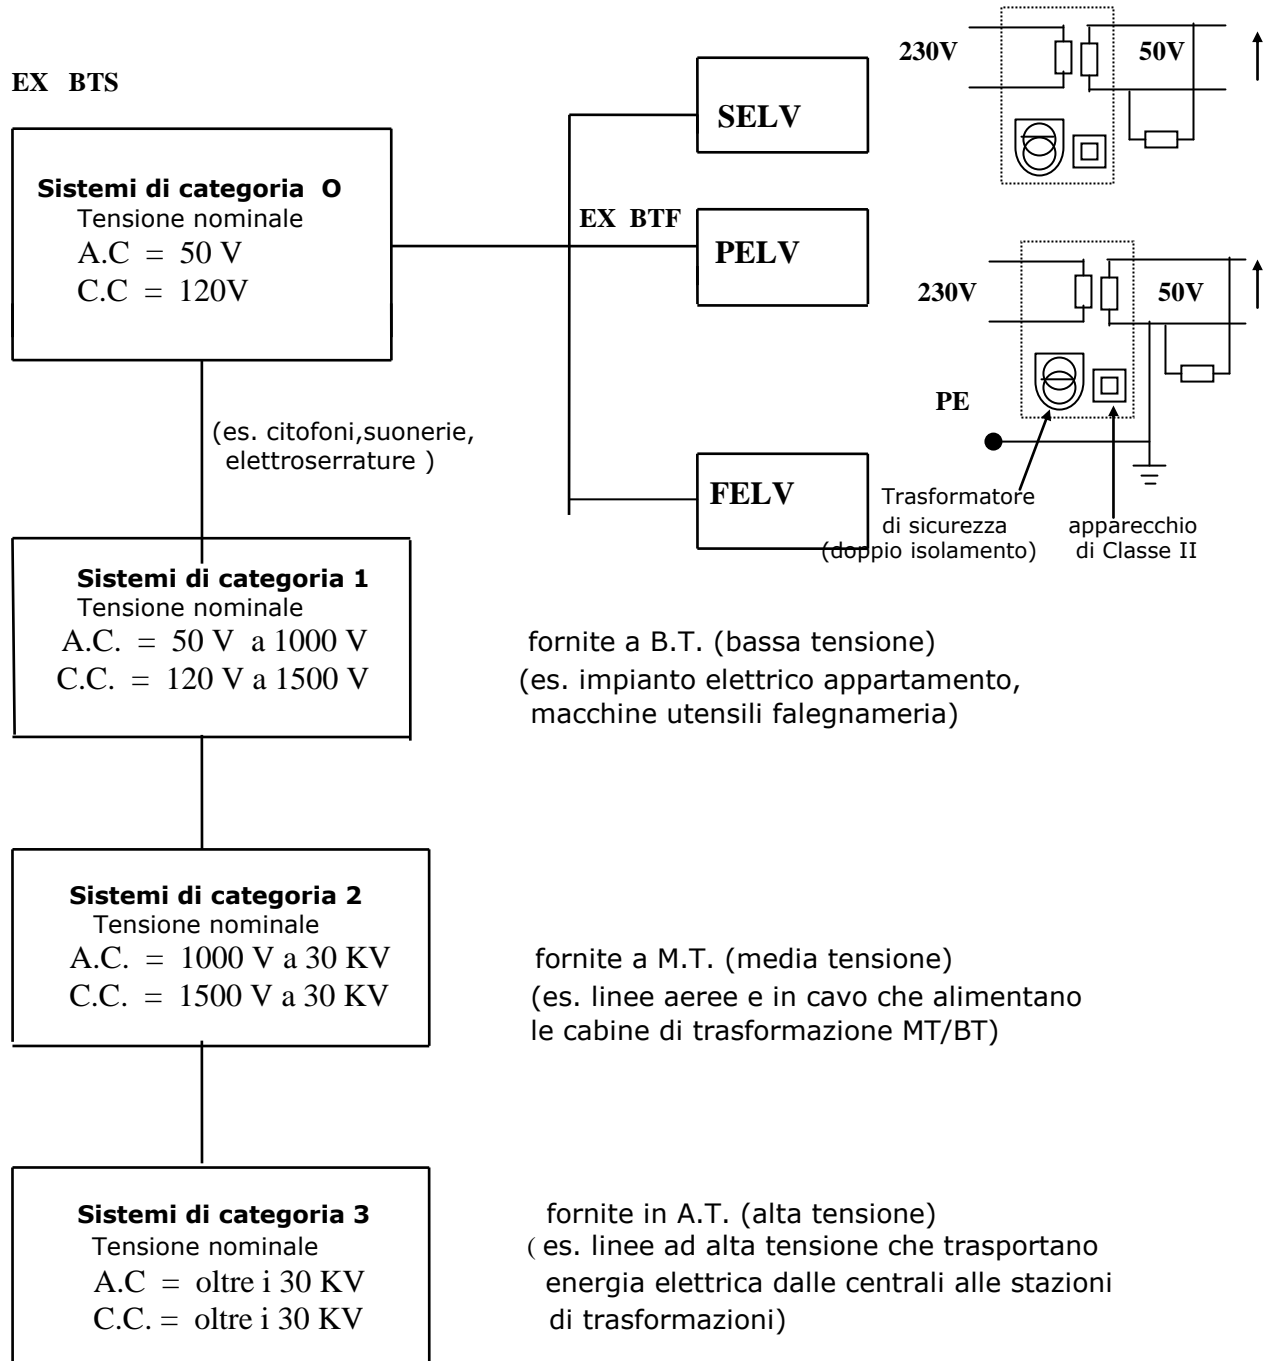 EX BTS
Sistemi di categoria O
Tensione nominale
A.C = 50 V
C.C = 120V
EX BTF
SELV
PELV
FELV
230V
50V
230V
50V
PE
Trasformatore
di sicurezza
(doppio isolamento)
apparecchio
di Classe II
(es. citofoni,suonerie,
elettroserrature )
Sistemi di categoria 1
Tensione nominale
A.C. = 50 V a 1000 V
C.C. = 120 V a 1500 V
fornite a B.T. (bassa tensione)
(es. impianto elettrico appartamento,
macchine utensili falegnameria)
Sistemi di categoria 2
Tensione nominale
A.C. = 1000 V a 30 KV
C.C. = 1500 V a 30 KV
fornite a M.T. (media tensione)
(es. linee aeree e in cavo che alimentano
le cabine di trasformazione MT/BT)
Sistemi di categoria 3
Tensione nominale
A.C = oltre i 30 KV
C.C. = oltre i 30 KV
fornite in A.T. (alta tensione)
( es. linee ad alta tensione che trasportano
energia elettrica dalle centrali alle stazioni
di trasformazioni)